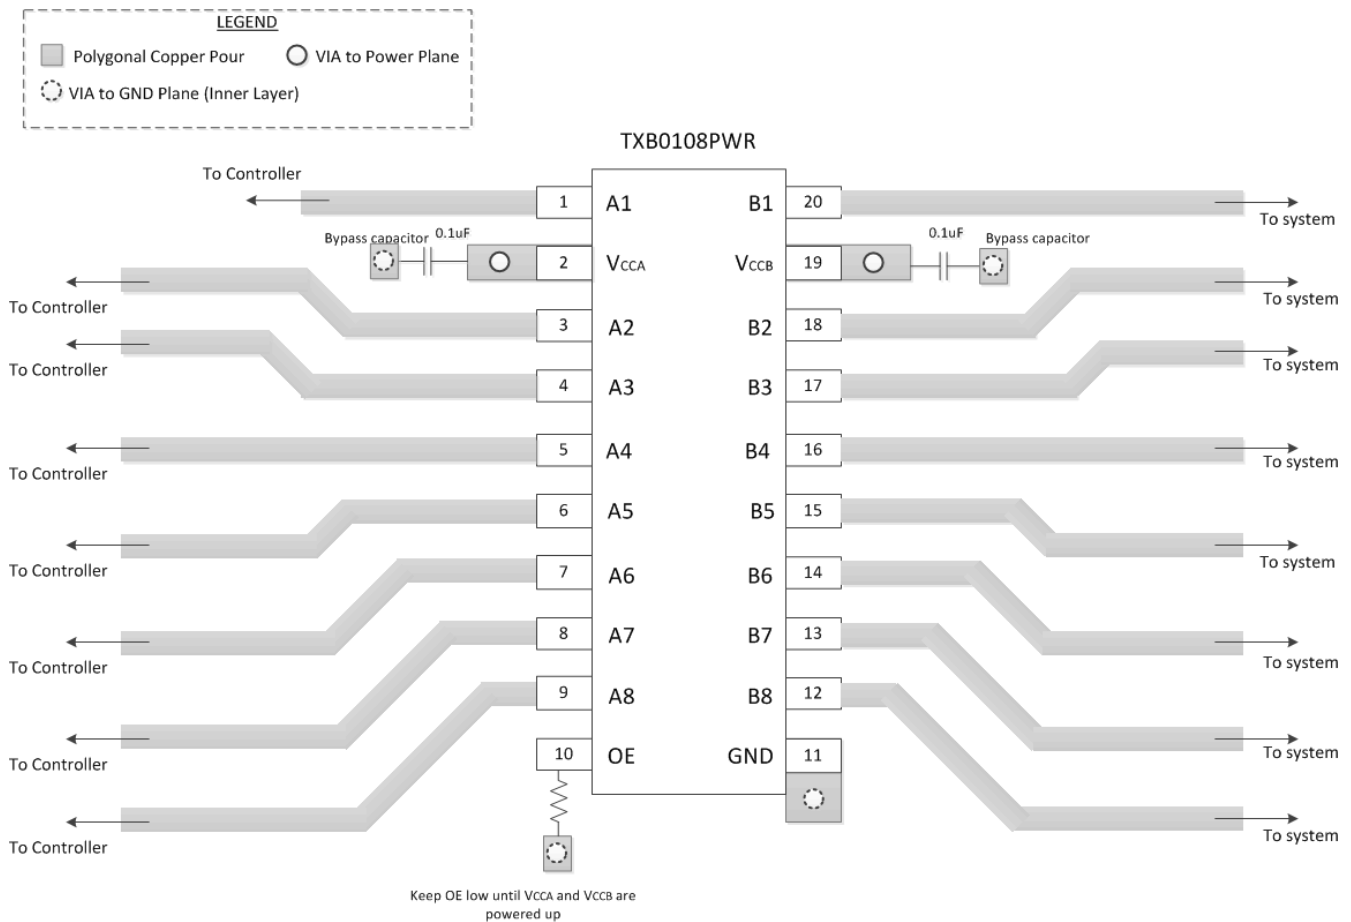 LEGEND
Polygonal Copper Pour
VIA to Power Plane
VIA to GND Plane (Inner Layer)
TXB0108PWR
To Controller
1
A1
B1
20
To system
Bypass capacitor
0.1uF
2
VCCA
VCCB
19
0.1uF
Bypass capacitor
To Controller
3
A2
B2
18
To system
To Controller
4
A3
B3
17
To system
To Controller
5
A4
B4
16
To system
To Controller
6
A5
B5
15
To system
To Controller
7
A6
B6
14
To system
To Controller
8
A7
B7
13
To system
To Controller
9
A8
B8
12
To system
10
OE
GND
11
Keep OE low until VCCA and VCCB are
powered up